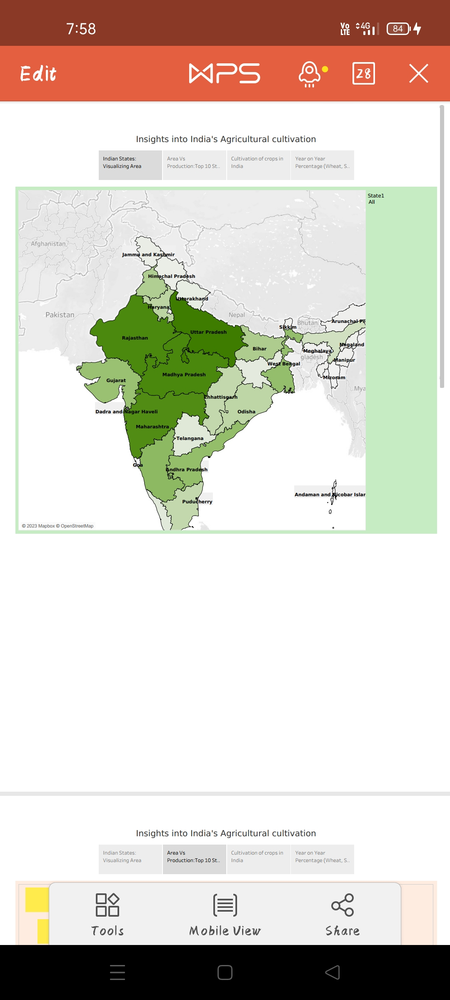 7:58
Vo
LTE
4G
84
Edit
WPS
28
Insights into India's Agricultural cultivation
Indian States:
Visualizing Area
Area Vs
Production:Top 10 St..
Cultivation of crops in
India
Year on Year
Percentage (Wheat, S..
State1
All
Afghanistan
Jammu and Kashmir
Himachal Pradesh
Uttarakhand
Haryana
Pakistan
Nepal
Bhutan
Arunachal Pr
Sikkim
Uttar Pradesh
Rajasthan
Bihar
Nagaland
Meghalaya
gladesh
Manipur
West Bengal
Madhya Pradesh
Mizoram
Gujarat
Mya
Chhattisgarh
Dadra and Nagar Haveli
Odisha
Maharashtra
Telangana
Goa
Andhra Pradesh
Andaman and Nicobar Islan
Puducherry
© 2023 Mapbox © OpenStreetMap
Insights into India's Agricultural cultivation
Indian States:
Visualizing Area
Area Vs
Production:Top 10 St..
Cultivation of crops in
India
Year on Year
Percentage (Wheat, S..
Tools
Mobile View
Share